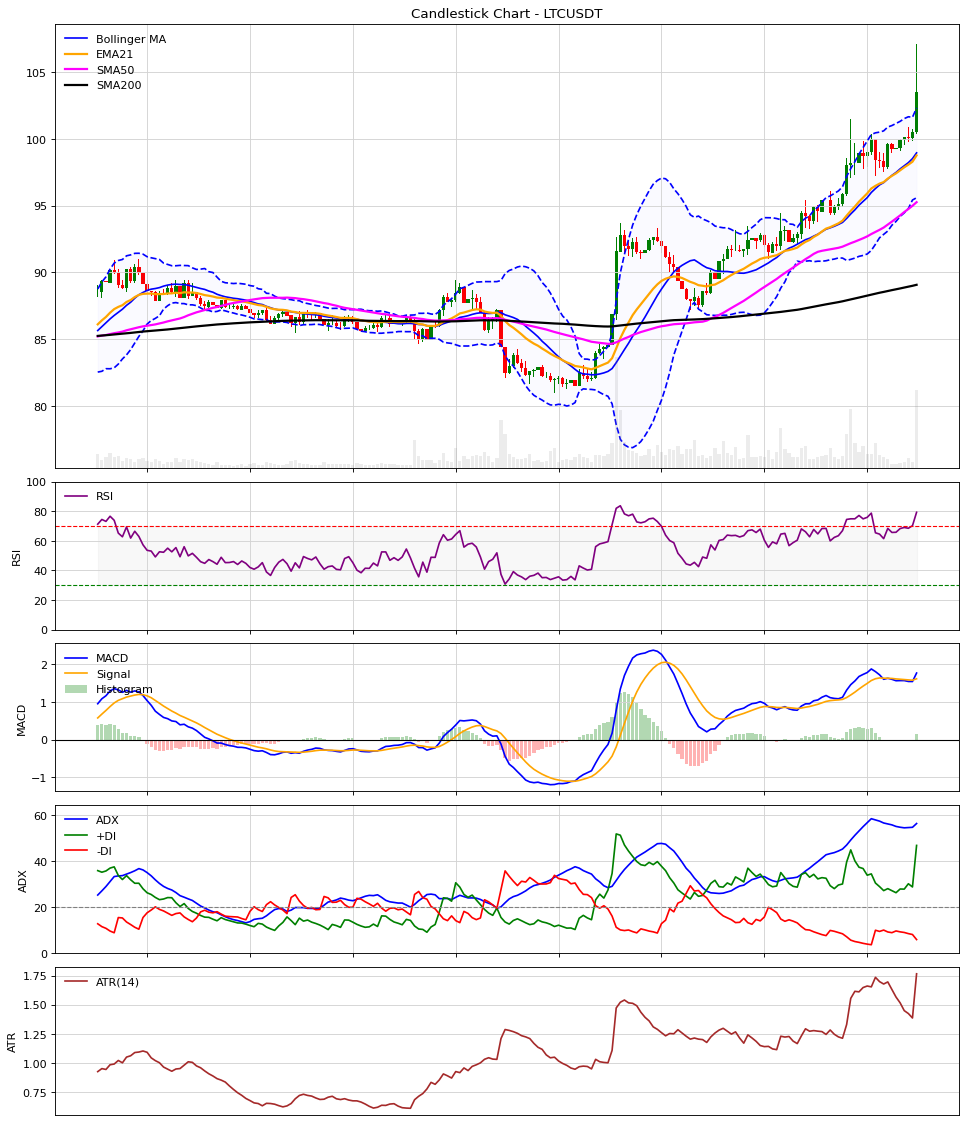 Candlestick Chart - LTCUSDT
Bollinger MA
EMA21
SMA50
SMA200
105
100
95
90
85
80
RSI
RSI
100
80
60
40
20
0
MACD
Signal
Histogram
MACD
2
1
0
−1
ADX
+DI
-DI
ADX
60
40
20
0
ATR(14)
ATR
1.75
1.50
1.25
1.00
0.75